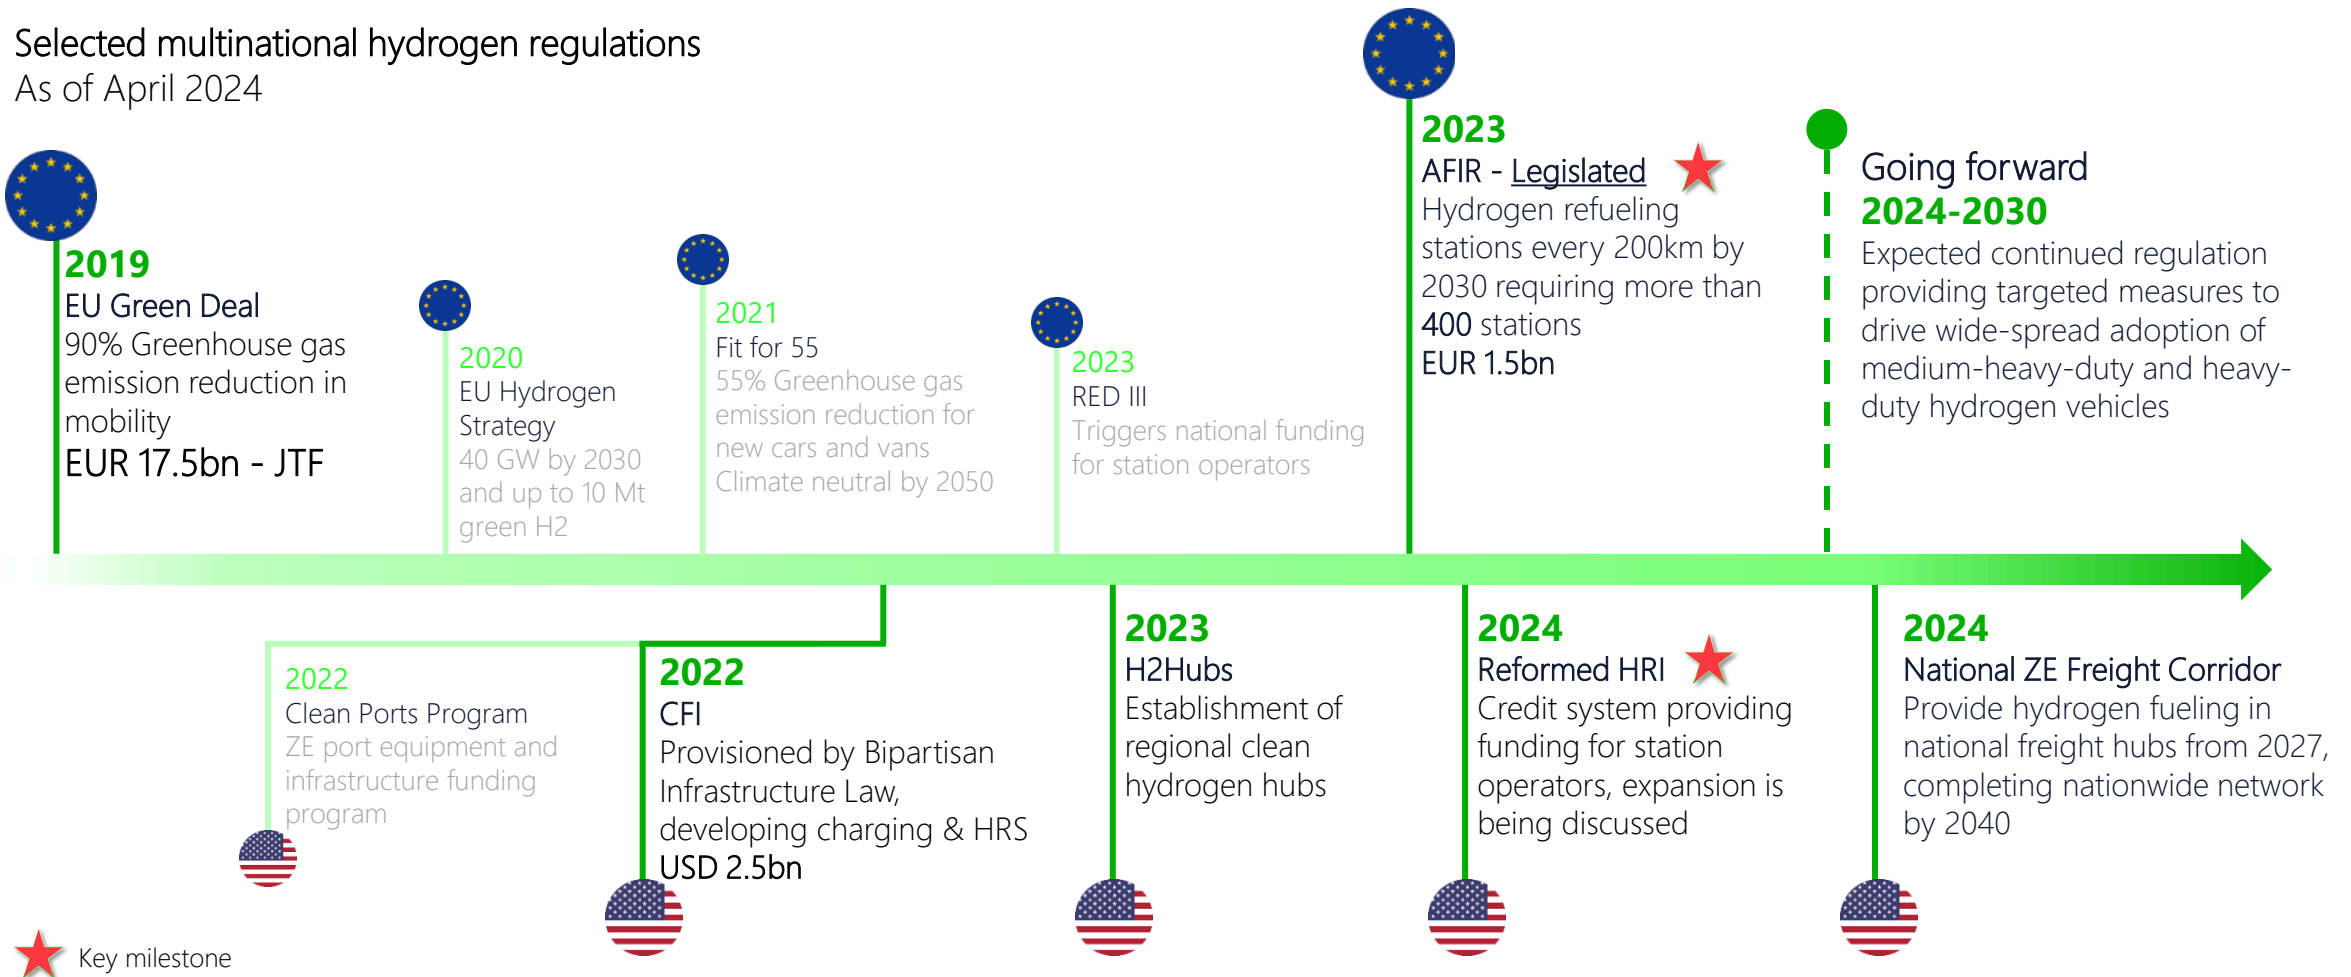 Selected multinational hydrogen regulations
As of April 2024
2019
EU Green Deal
90% Greenhouse gas
emission reduction in
mobility
EUR 17.5bn - JTF
2020
EU Hydrogen
Strategy
40 GW by 2030
and up to 10 Mt
green H2
2021
Fit for 55
55% Greenhouse gas
emission reduction for
new cars and vans
Climate neutral by 2050
2023
RED III
Triggers national funding
for station operators
2023
AFIR - Legislated
Hydrogen refueling
stations every 200km by
2030 requiring more than
400 stations
EUR 1.5bn
Going forward
2024-2030
Expected continued regulation
providing targeted measures to
drive wide-spread adoption of
medium-heavy-duty and heavy-
duty hydrogen vehicles
2022
Clean Ports Program
ZE port equipment and
infrastructure funding
program
2022
CFI
Provisioned by Bipartisan
Infrastructure Law,
developing charging & HRS
USD 2.5bn
2023
H2Hubs
Establishment of
regional clean
hydrogen hubs
2024
Reformed HRI
Credit system providing
funding for station
operators, expansion is
being discussed
2024
National ZE Freight Corridor
Provide hydrogen fueling in
national freight hubs from 2027,
completing nationwide network
by 2040
Key milestone